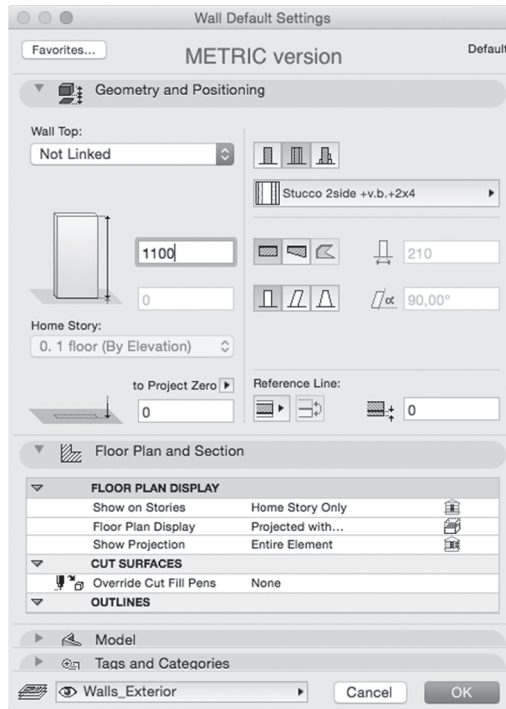 Wall Default Settings
Favorites...
METRIC version
Default
Geometry and Positioning
Wall Top:
Not Linked
Stucco 2side +v.b.+2x4
1100
210
0
α 90,00°
Home Story:
0. 1 floor (By Elevation)
to Project Zero
Reference Line:
0
0
Floor Plan and Section
FLOOR PLAN DISPLAY
Show on Stories Home Story Only
Floor Plan Display Projected with...
Show Projection Entire Element
CUT SURFACES
Override Cut Fill Pens None
OUTLINES
Model
Tags and Categories
Walls_Exterior
Cancel
OK